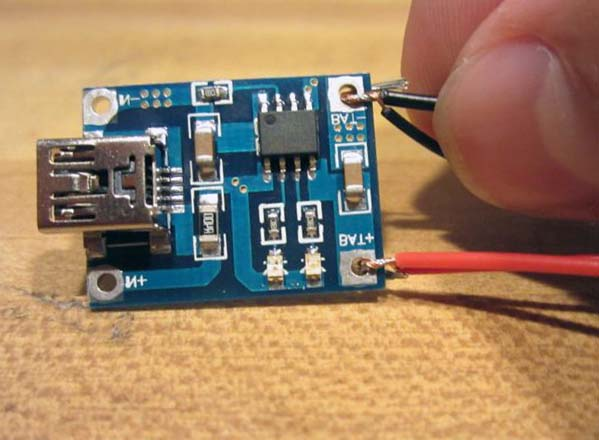 IN-
BAT-
BAT+
IN+